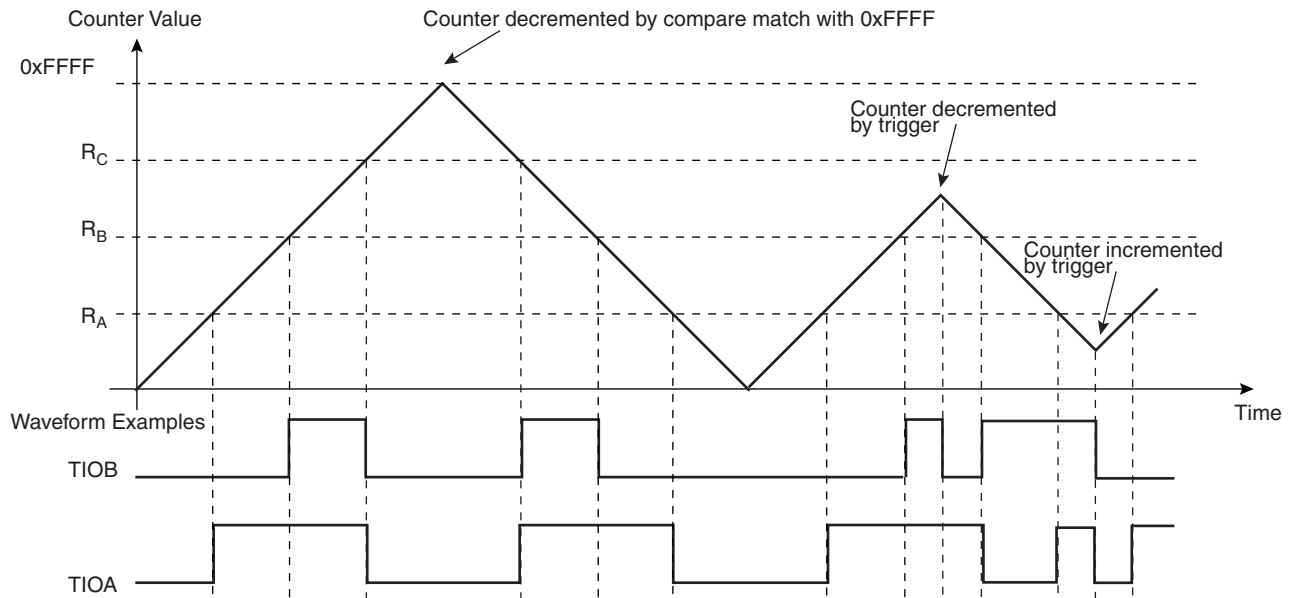 Counter Value
Counter decremented by compare match with 0xFFFF
0xFFFF
Counter decremented
by trigger
RC
RB
Counter incremented
by trigger
RA
Time
Waveform Examples
TIOB
TIOA